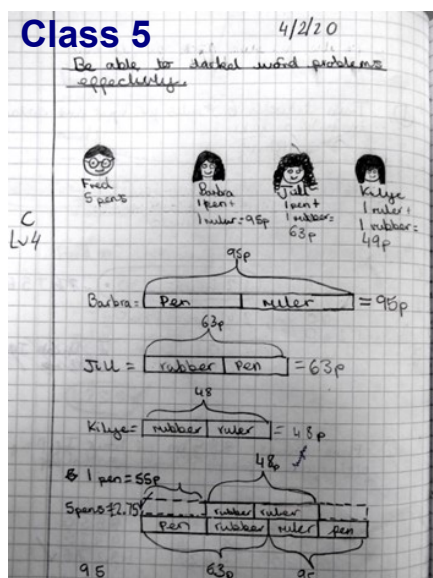 Class 5
4/2/20
Be able to tackled word problems
effectively.
Fred
5 pens
Barbra
1 pen +
1 ruler = 95p
Jill
1 pen +
1 rubber =
63p
Kilye
1 ruler +
1 rubber =
49p
C
Lv4
95p
Barbra = Pen ruler = 95p
63p
Jill = rubber Pen = 63p
48
Kilye = rubber ruler = 48p
48p
1 pen = 55p
rubber ruler
5 pens = £2.75
Pen rubber ruler pen
95 63p 95